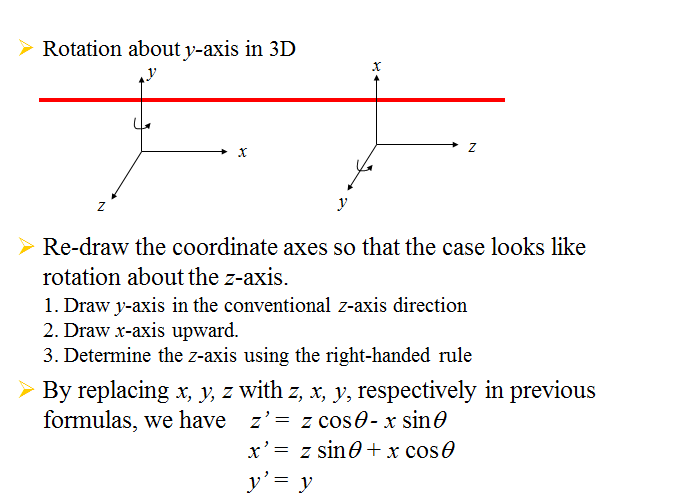 Rotation about y-axis in 3D
y
x
x
z
z
y
Re-draw the coordinate axes so that the case looks like
rotation about the z-axis.
1. Draw y-axis in the conventional z-axis direction
2. Draw x-axis upward.
3. Determine the z-axis using the right-handed rule
By replacing x, y, z with z, x, y, respectively in previous
formulas, we have z’ = z cosθ - x sinθ
x’ = z sinθ + x cosθ
y’ = y